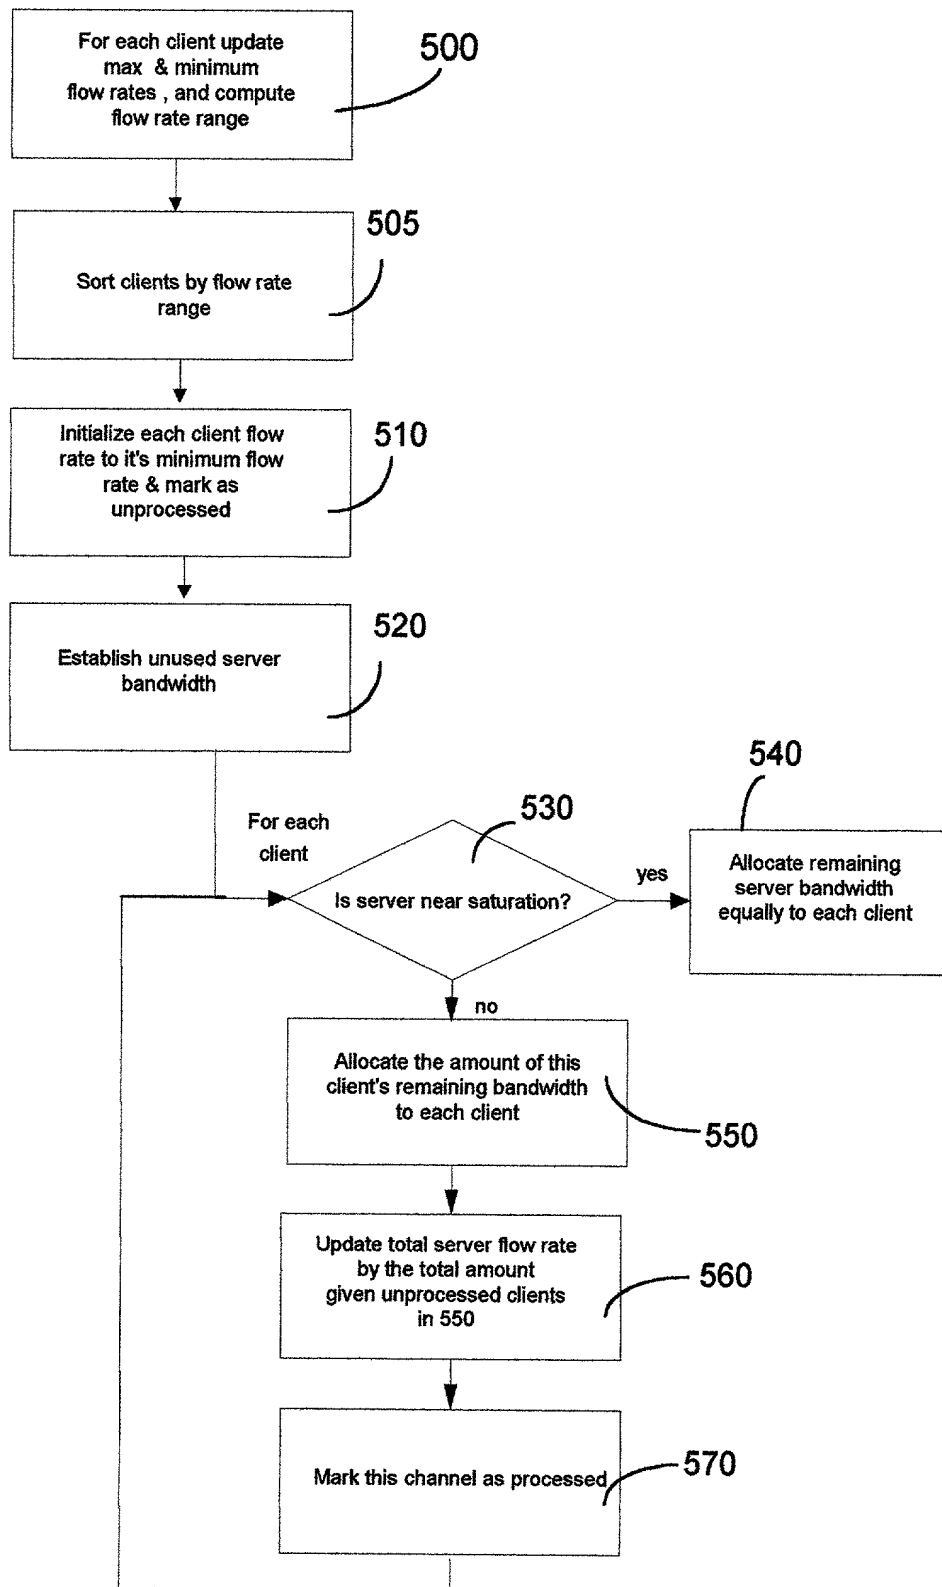 For each client update
max & minimum
flow rates , and compute
flow rate range
500
505
Sort clients by flow rate
range
Initialize each client flow
rate to it's minimum flow
rate & mark as
unprocessed
510
520
Establish unused server
bandwidth
540
530
For each
client
Is server near saturation?
yes
Allocate remaining
server bandwidth
equally to each client
no
Allocate the amount of this
client's remaining bandwidth
to each client
550
Update total server flow rate
by the total amount
given unprocessed clients
in 550
560
Mark this channel as processed
570